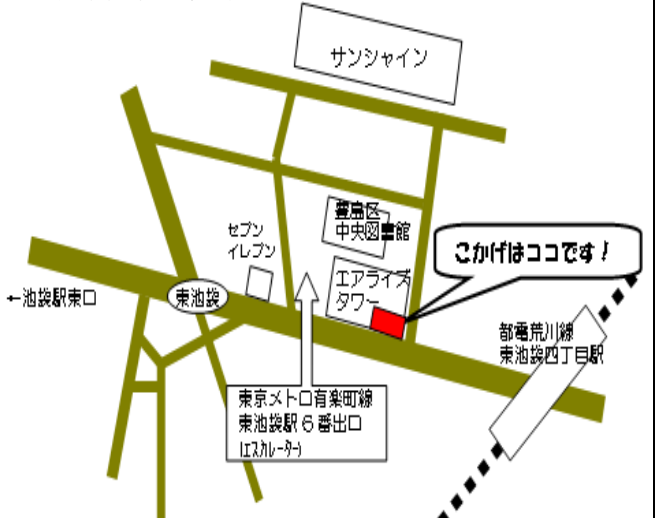 サンシャイン
豊島区
中央図書館
セブン
イレブン
こかげはココです!
エアライズ
タワー
←池袋駅東口
東池袋
都電荒川線
東池袋四丁目駅
東京メトロ有楽町線
東池袋駅6番出口
(エスカレーター)